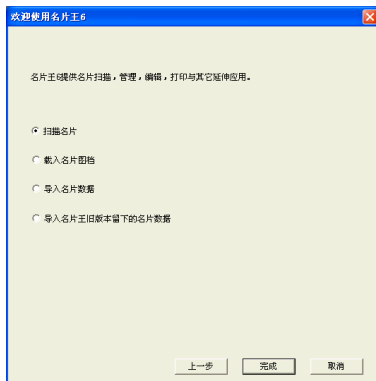 欢迎使用名片王6
名片王6提供名片扫描，管理，编辑，打印与其它延伸应用。
扫描名片
载入名片图档
导入名片数据
导入名片王旧版本留下的名片数据
上一步
完成
取消